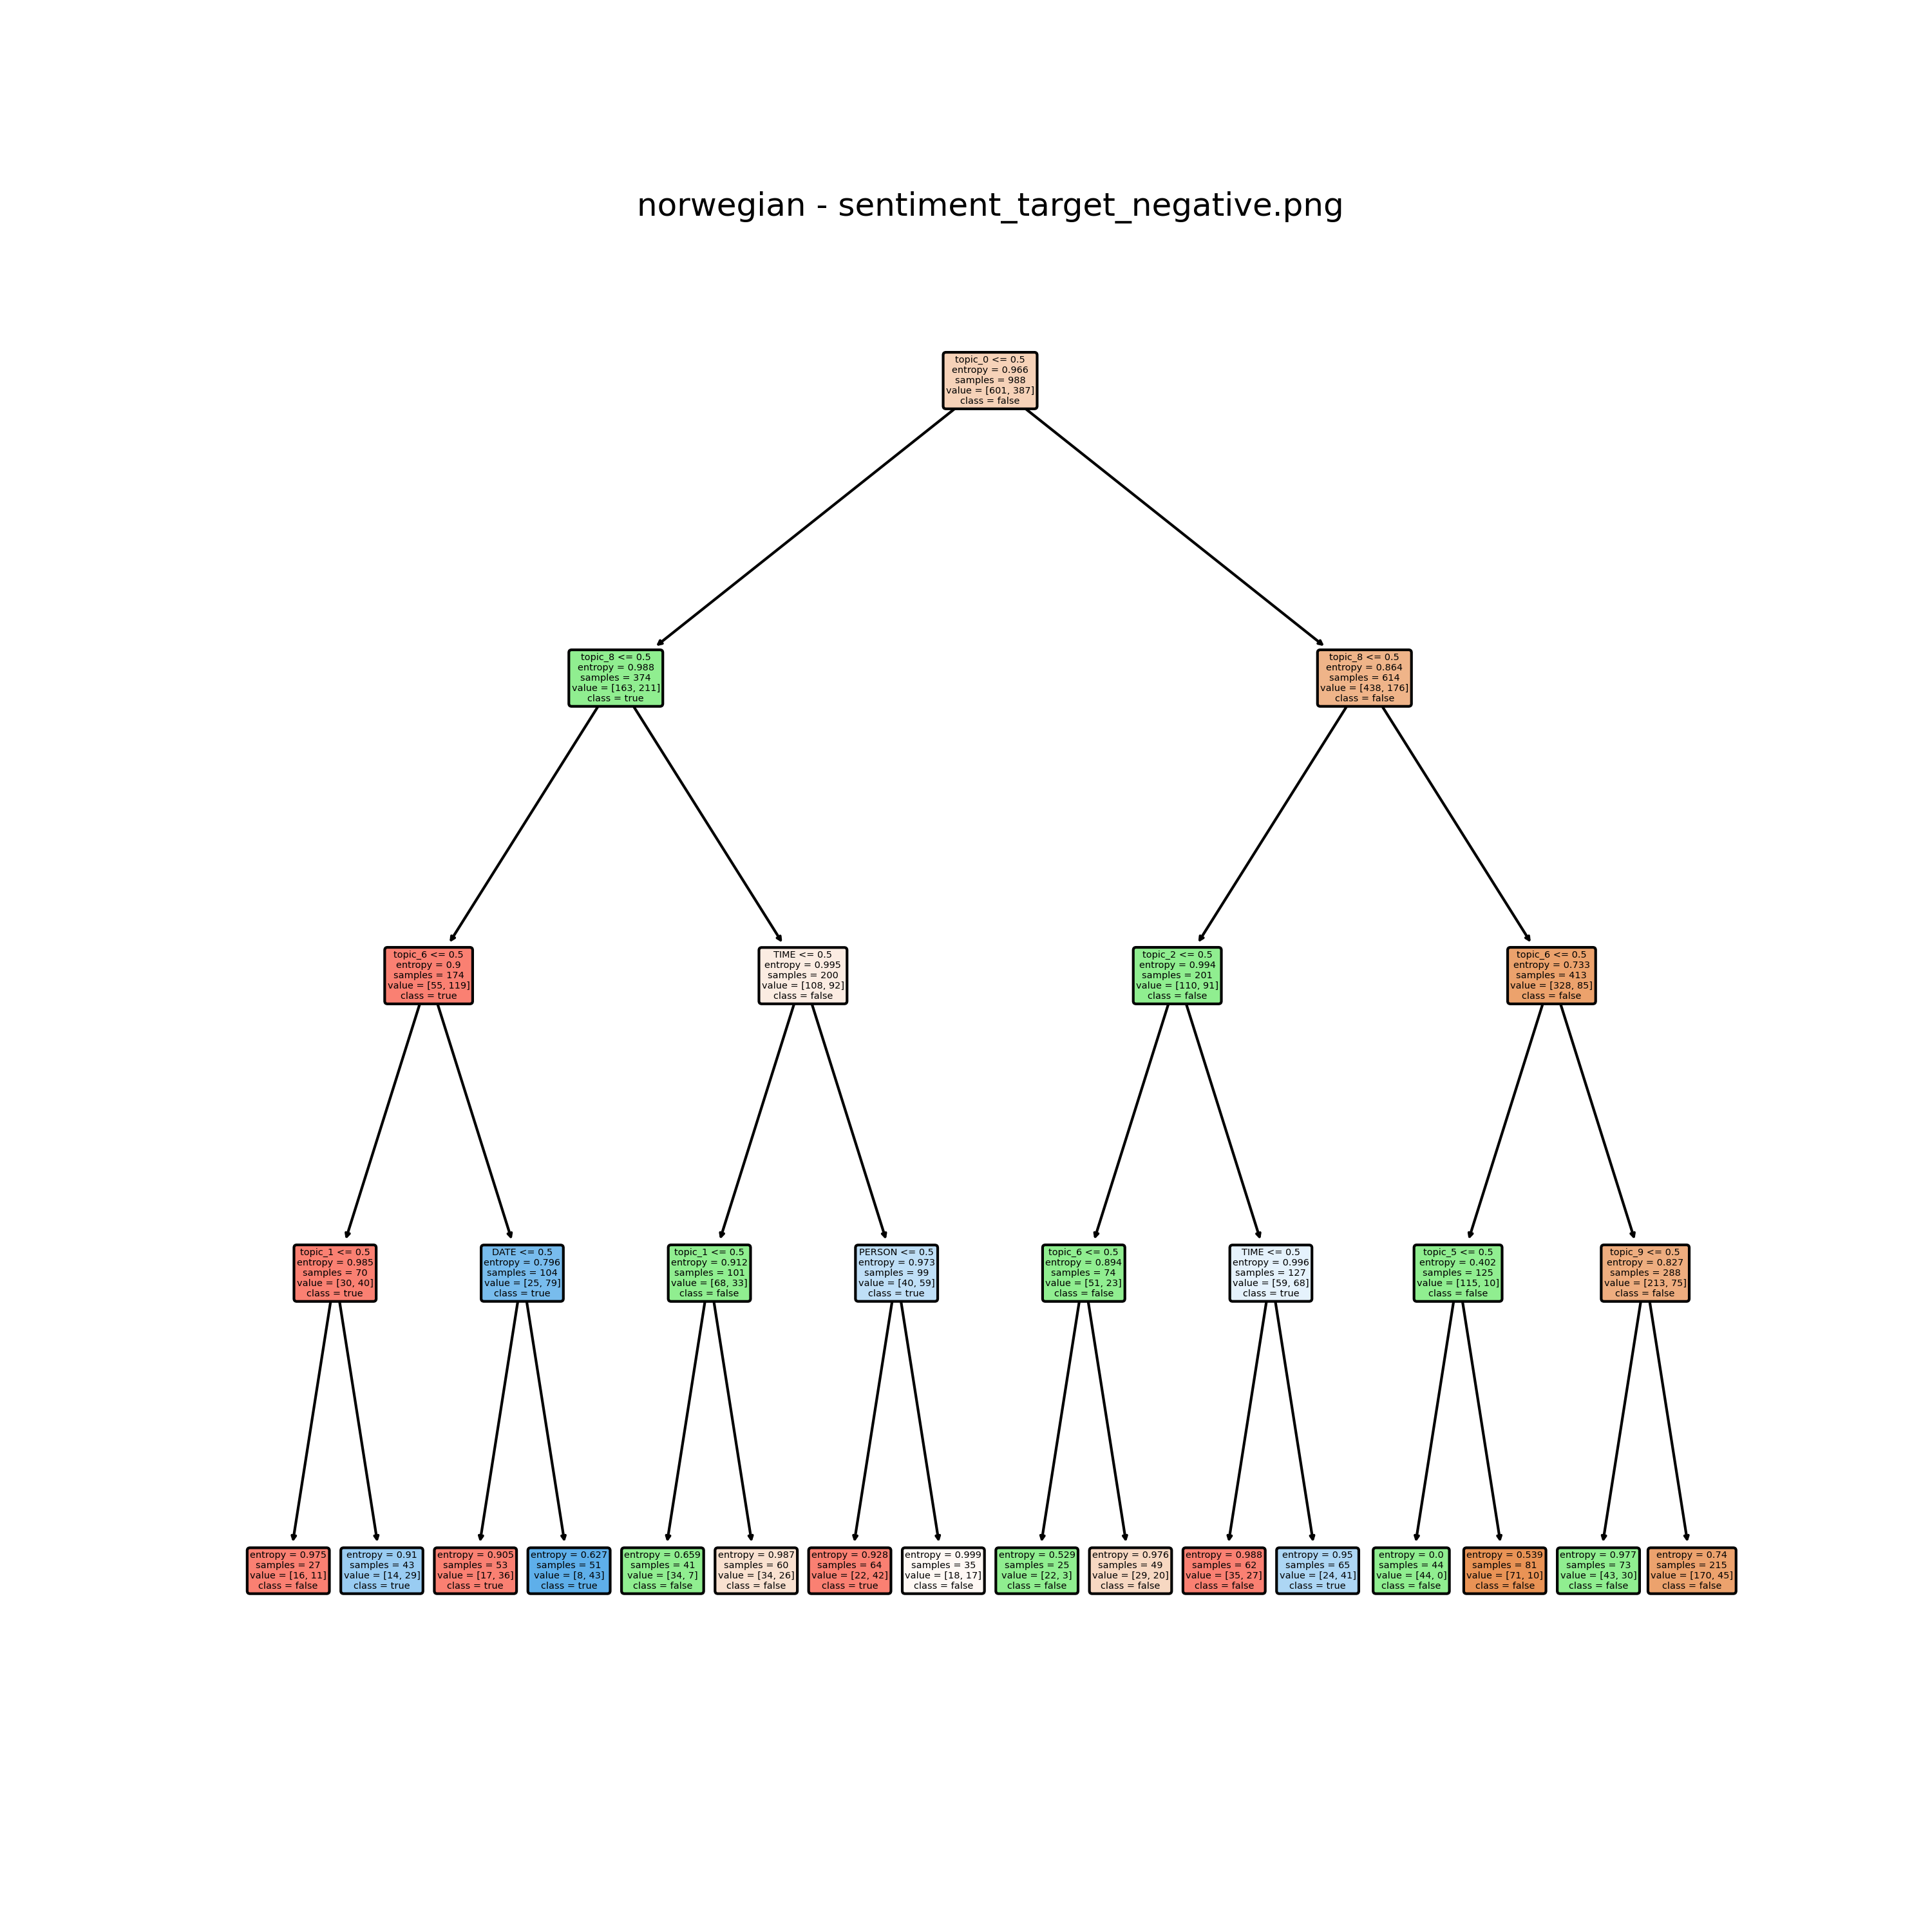 norwegian - sentiment_target_negative.png
topic_0 <= 0.5
entropy = 0.966
samples = 988
value = [601, 387]
class = false
topic_8 <= 0.5
entropy = 0.988
samples = 374
value = [163, 211]
class = true
topic_8 <= 0.5
entropy = 0.864
samples = 614
value = [438, 176]
class = false
topic_6 <= 0.5
entropy = 0.9
samples = 174
value = [55, 119]
class = true
TIME <= 0.5
entropy = 0.995
samples = 200
value = [108, 92]
class = false
topic_2 <= 0.5
entropy = 0.994
samples = 201
value = [110, 91]
class = false
topic_6 <= 0.5
entropy = 0.733
samples = 413
value = [328, 85]
class = false
topic_1 <= 0.5
entropy = 0.985
samples = 70
value = [30, 40]
class = true
DATE <= 0.5
entropy = 0.796
samples = 104
value = [25, 79]
class = true
topic_1 <= 0.5
entropy = 0.912
samples = 101
value = [68, 33]
class = false
PERSON <= 0.5
entropy = 0.973
samples = 99
value = [40, 59]
class = true
topic_6 <= 0.5
entropy = 0.894
samples = 74
value = [51, 23]
class = false
TIME <= 0.5
entropy = 0.996
samples = 127
value = [59, 68]
class = true
topic_5 <= 0.5
entropy = 0.402
samples = 125
value = [115, 10]
class = false
topic_9 <= 0.5
entropy = 0.827
samples = 288
value = [213, 75]
class = false
entropy = 0.975
samples = 27
value = [16, 11]
class = false
entropy = 0.91
samples = 43
value = [14, 29]
class = true
entropy = 0.905
samples = 53
value = [17, 36]
class = true
entropy = 0.627
samples = 51
value = [8, 43]
class = true
entropy = 0.659
samples = 41
value = [34, 7]
class = false
entropy = 0.987
samples = 60
value = [34, 26]
class = false
entropy = 0.928
samples = 64
value = [22, 42]
class = true
entropy = 0.999
samples = 35
value = [18, 17]
class = false
entropy = 0.529
samples = 25
value = [22, 3]
class = false
entropy = 0.976
samples = 49
value = [29, 20]
class = false
entropy = 0.988
samples = 62
value = [35, 27]
class = false
entropy = 0.95
samples = 65
value = [24, 41]
class = true
entropy = 0.0
samples = 44
value = [44, 0]
class = false
entropy = 0.539
samples = 81
value = [71, 10]
class = false
entropy = 0.977
samples = 73
value = [43, 30]
class = false
entropy = 0.74
samples = 215
value = [170, 45]
class = false